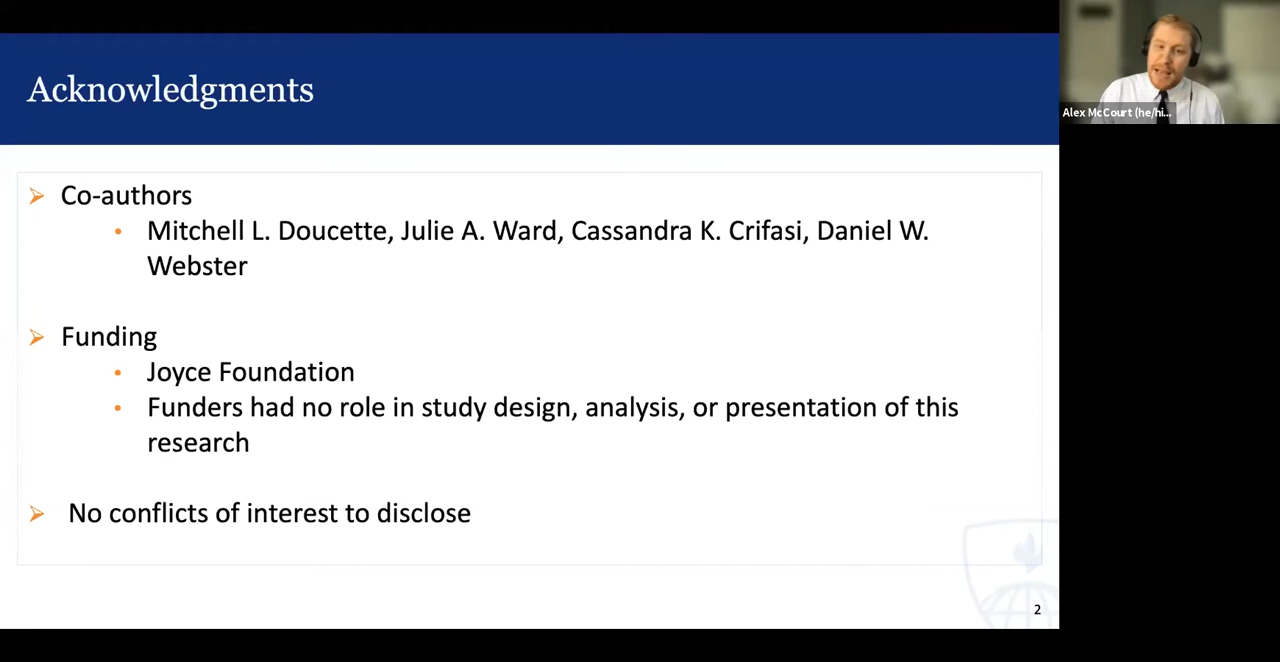 Acknowledgments
Alex McCourt (he/hi...
Co-authors
Mitchell L. Doucette, Julie A. Ward, Cassandra K. Crifasi, Daniel W.
Webster
Funding
Joyce Foundation
Funders had no role in study design, analysis, or presentation of this
research
No conflicts of interest to disclose
2